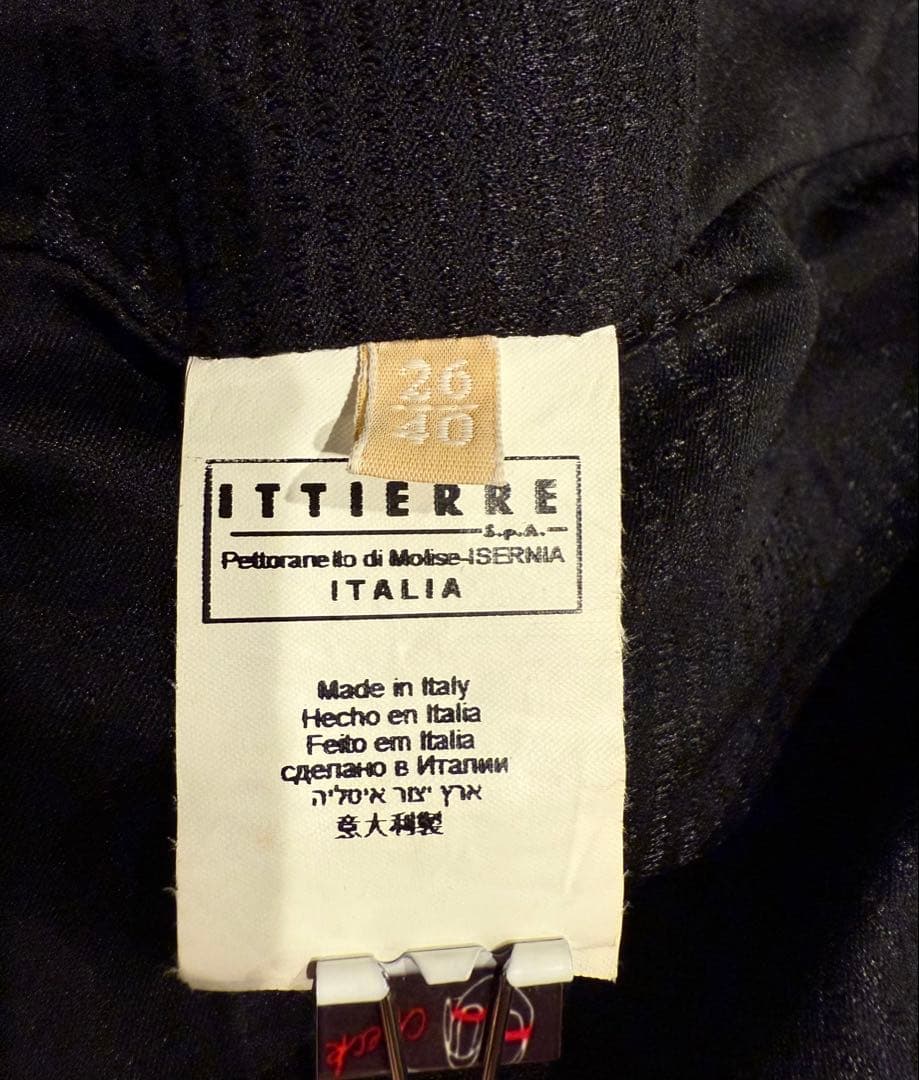 26
40
ITTIERRE
S.p.A.
Pettoranello di Molise-ISERNIA
ITALIA
Made in Italy
Hecho en Italia
Feito em Italia
сделано в Италии
ארץ יצור איטליה
意大利製